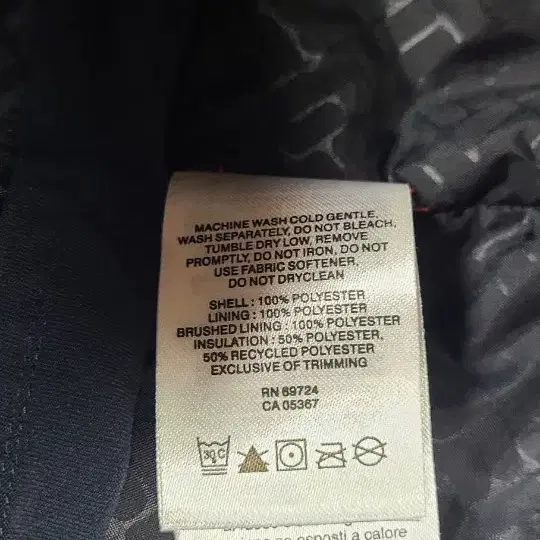 MACHINE WASH COLD GENTLE,
WASH SEPARATELY, DO NOT BLEACH,
TUMBLE DRY LOW, REMOVE
PROMPTLY, DO NOT IRON, DO NOT
USE FABRIC SOFTENER,
DO NOT DRYCLEAN
SHELL : 100% POLYESTER
LINING : 100% POLYESTER
BRUSHED LINING : 100% POLYESTER
INSULATION : 50% POLYESTER,
50% RECYCLED POLYESTER
EXCLUSIVE OF TRIMMING
RN 69724
CA 05367
30 C
esposti a calore